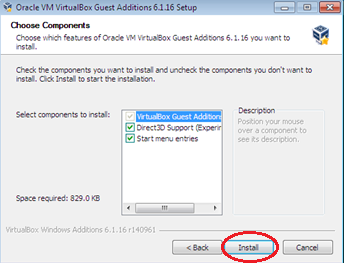 Oracle VM VirtualBox Guest Additions 6.1.16 Setup
Choose Components
Choose which features of Oracle VM VirtualBox Guest Additions 6.1.16 you want to
install.
Check the components you want to install and uncheck the components you don't want to
install. Click Install to start the installation.
Select components to install:
VirtualBox Guest Addition
Direct3D Support (Experin
Start menu entries
Description
Position your mouse
over a component to
see its description.
Space required: 829.0 KB
VirtualBox Windows Additions 6.1.16 r140961
< Back
Install
Cancel